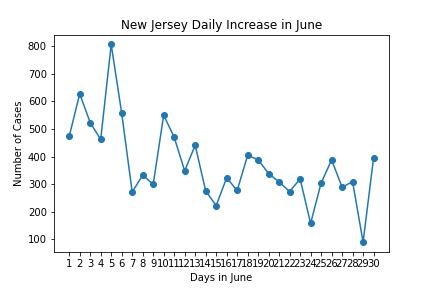 New Jersey Daily Increase in June
800
700
600
500
400
300
200
100
Number of Cases
1 2 3 4 5 6 7 8 9 10 11 12 13 14 15 16 17 18 19 20 21 22 23 24 25 26 27 28 29 30
Days in June